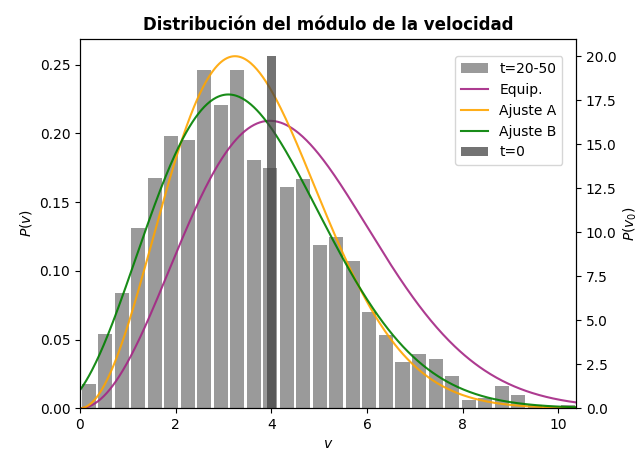 Distribución del módulo de la velocidad
t=20-50
Equip.
Ajuste A
Ajuste B
t=0
P(v)
0.25
0.20
0.15
0.10
0.05
0.00
20.0
17.5
15.0
12.5
10.0
7.5
5.0
2.5
0.0
P(v₀)
0 2 4 6 8 10
v